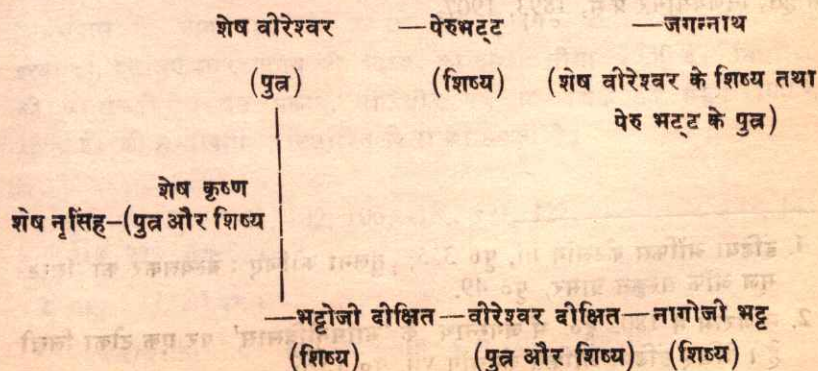 शेष वीरेश्वर —पेरुभट्ट —जगन्नाथ
(पुत्र) (शिष्य) (शेष वीरेश्वर के शिष्य तथा
पेरु भट्ट के पुत्र)
शेष कृष्ण
शेष नृसिंह–(पुत्र और शिष्य
—भट्टोजी दीक्षित —वीरेश्वर दीक्षित —नागोजी भट्ट
(शिष्य) (पुत्र और शिष्य) (शिष्य)